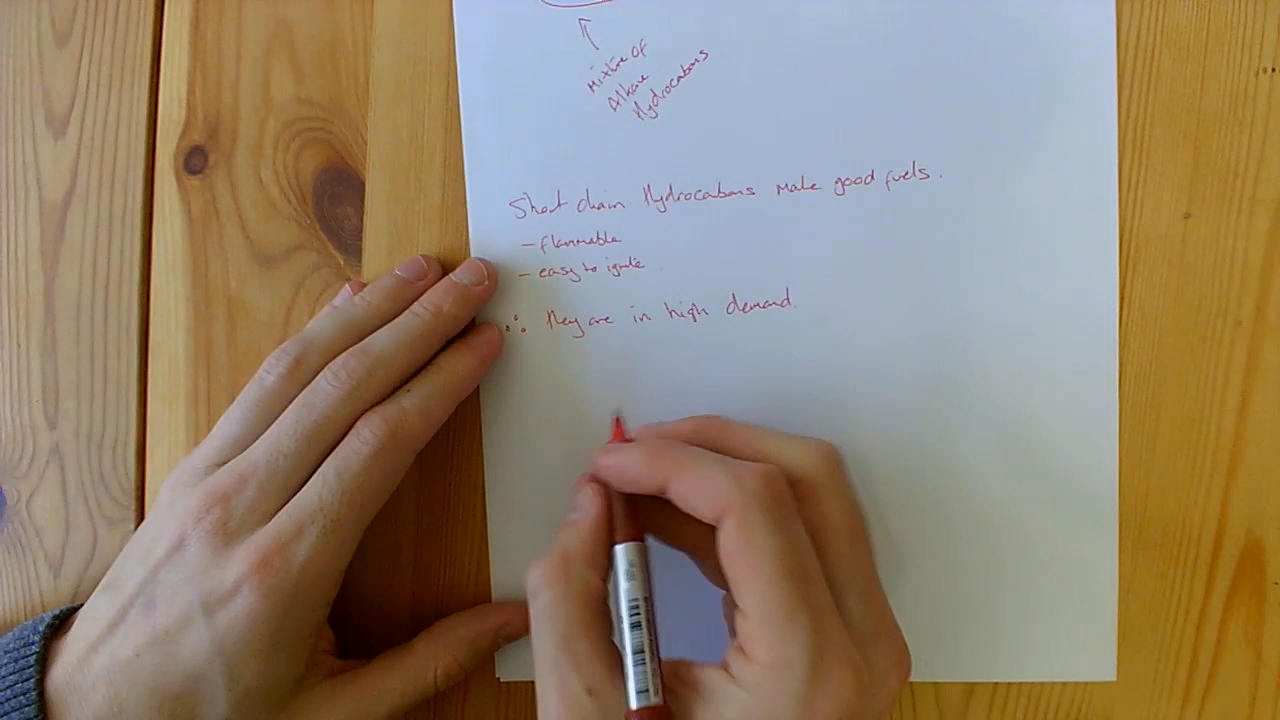 Mixture of
Alkane
Hydrocarbons
Short chain Hydrocarbons make good fuels.
- flammable
- easy to ignite
∴ they are in high demand.